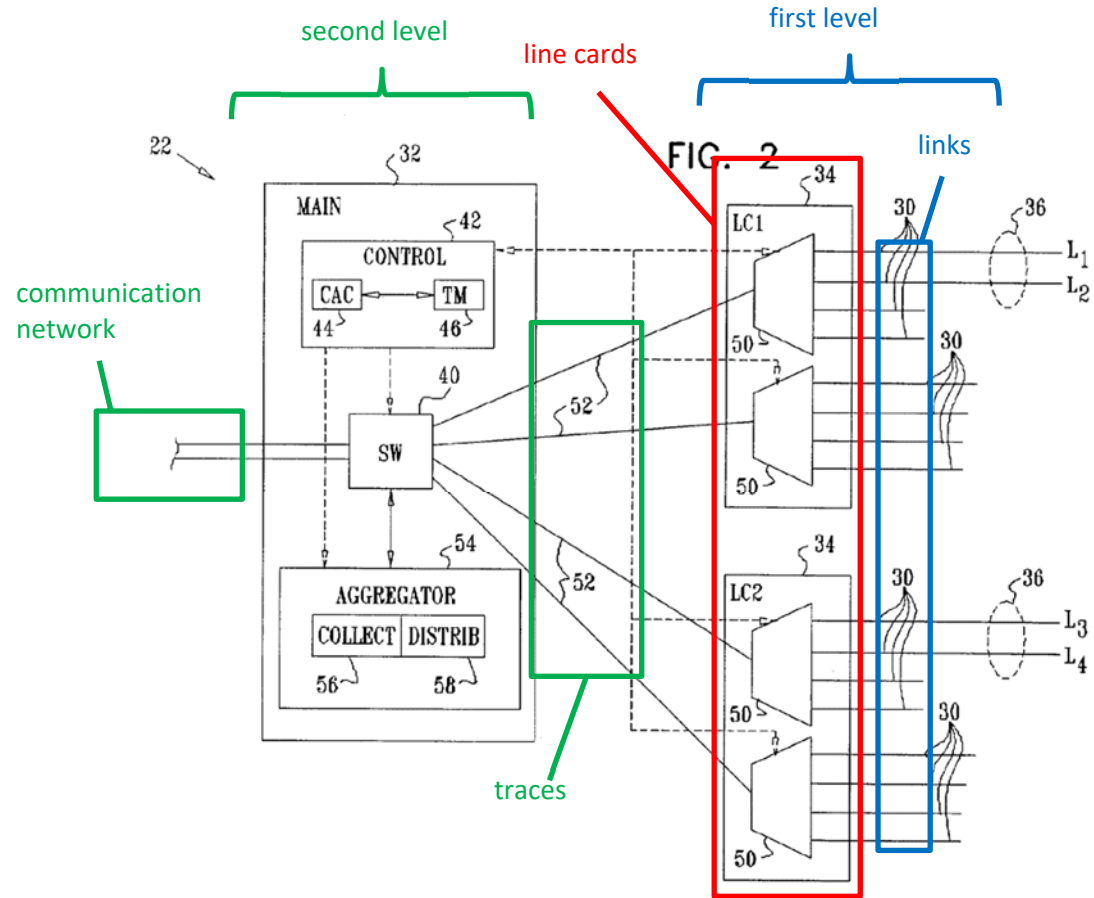 second level
first level
line cards
FIG. 2
links
22
32
34
MAIN
42
CONTROL
CAC
TM
44
46
LC1
30
36
L1
L2
50
communication
network
40
52
30
SW
52
50
54
34
AGGREGATOR
COLLECT
DISTRIB
56
58
52
LC2
30
36
L3
L4
50
30
traces
50